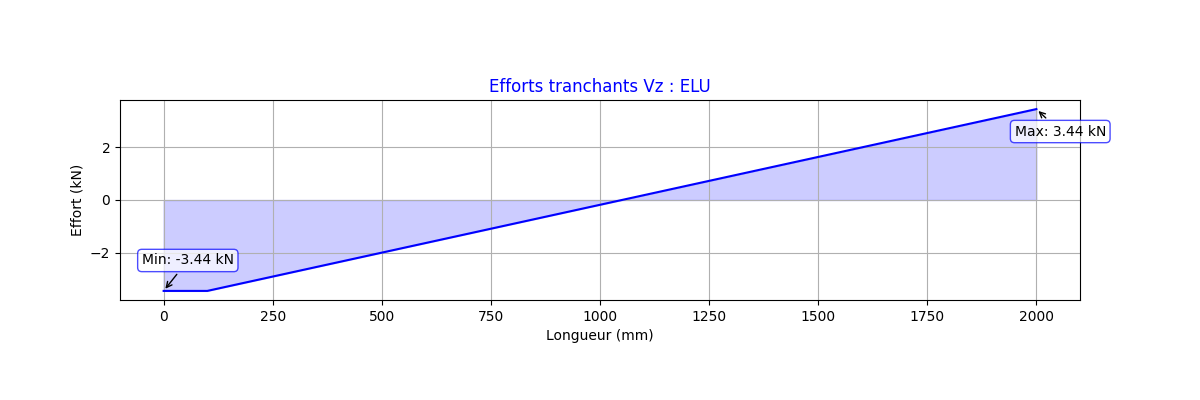 Efforts tranchants Vz : ELU
Effort (kN)
2
0
−2
Max: 3.44 kN
Min: -3.44 kN
0 250 500 750 1000 1250 1500 1750 2000
Longueur (mm)